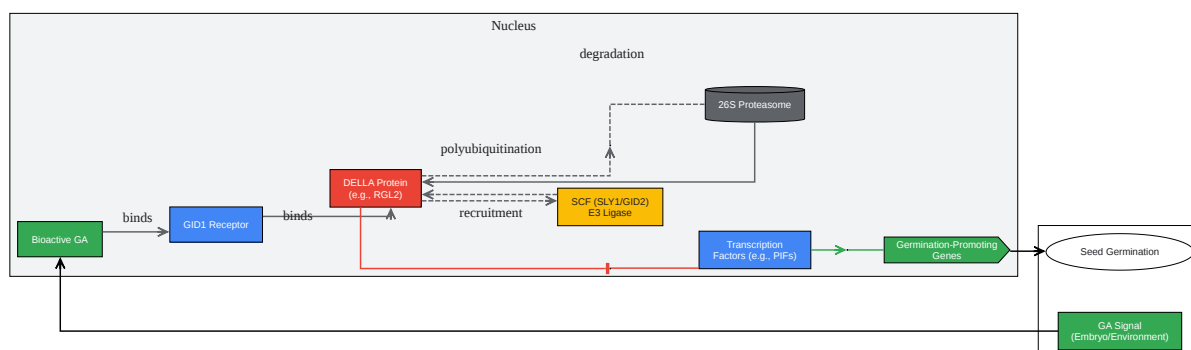 Nucleus
degradation
26S Proteasome
polyubiquitination
DELLA Protein
(e.g., RGL2)
SCF (SLY1/GID2)
E3 Ligase
recruitment
binds
GID1 Receptor
binds
Bioactive GA
Transcription
Factors (e.g., PIFs)
Germination-Promoting
Genes
Seed Germination
GA Signal
(Embryo/Environment)